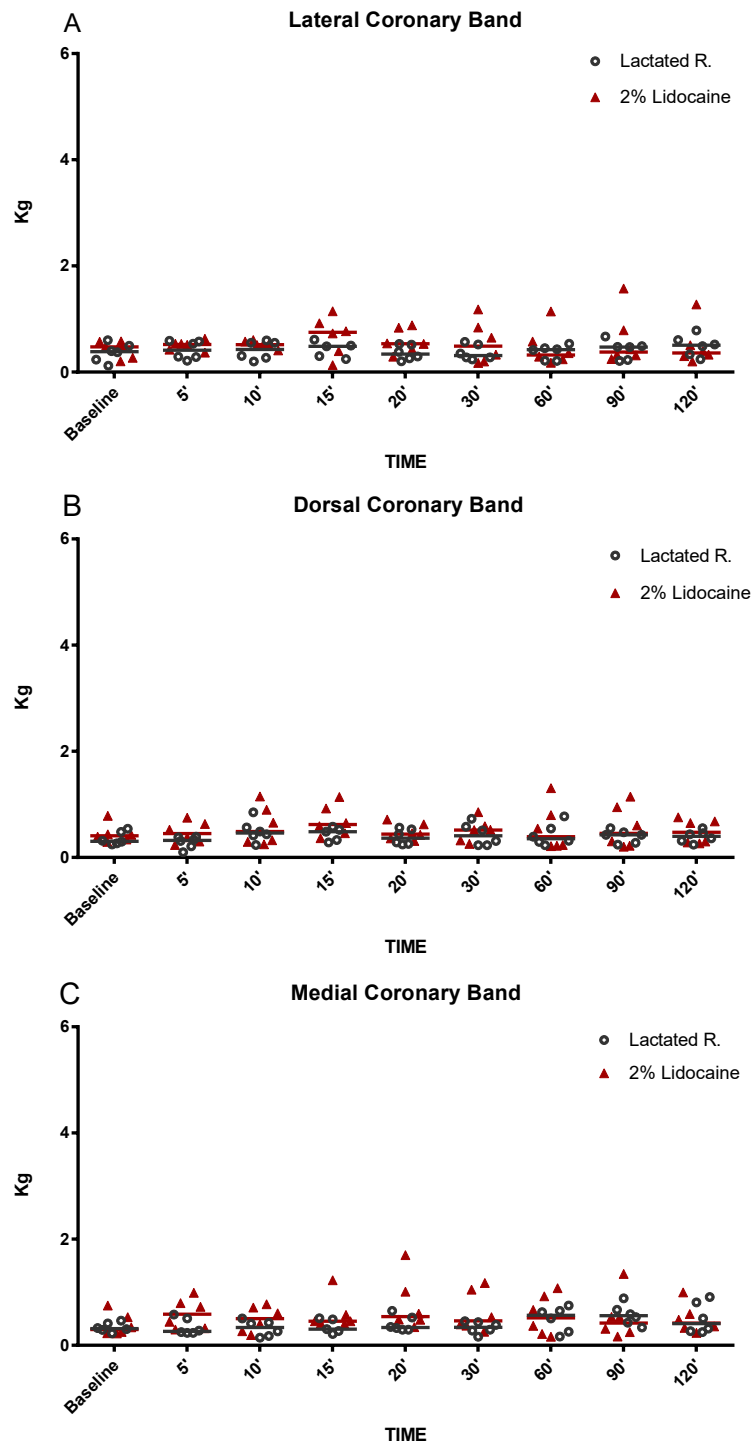 A
Lateral Coronary Band
6
Lactated R.
2% Lidocaine
4
Kg
2
0
Baseline
5'
10'
15'
20'
30'
60'
90'
120'
TIME
B
Dorsal Coronary Band
6
Lactated R.
2% Lidocaine
4
Kg
2
0
Baseline
5'
10'
15'
20'
30'
60'
90'
120'
TIME
C
Medial Coronary Band
6
Lactated R.
2% Lidocaine
4
Kg
2
0
Baseline
5'
10'
15'
20'
30'
60'
90'
120'
TIME